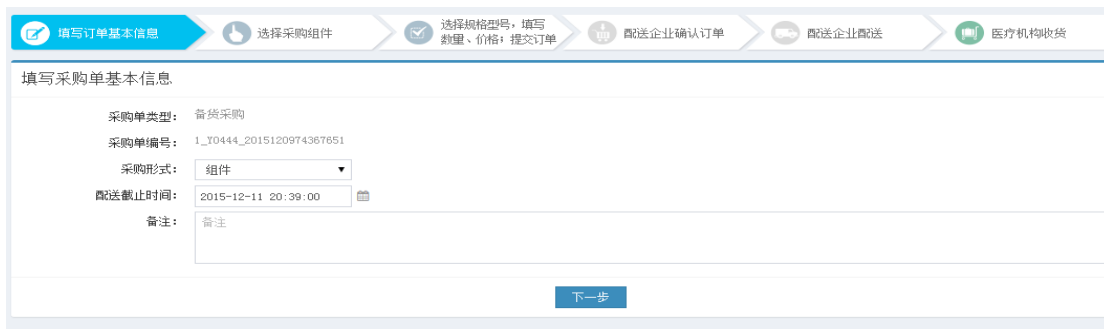 填写订单基本信息
选择采购组件
选择规格型号，填写
数量、价格；提交订单
配送企业确认订单
配送企业配送
医疗机构收货
填写采购单基本信息
采购单类型： 备货采购
采购单编号： 1_Y0444_2015120974367651
采购形式： 组件
配送截止时间： 2015-12-11 20:39:00
备注： 备注
下一步